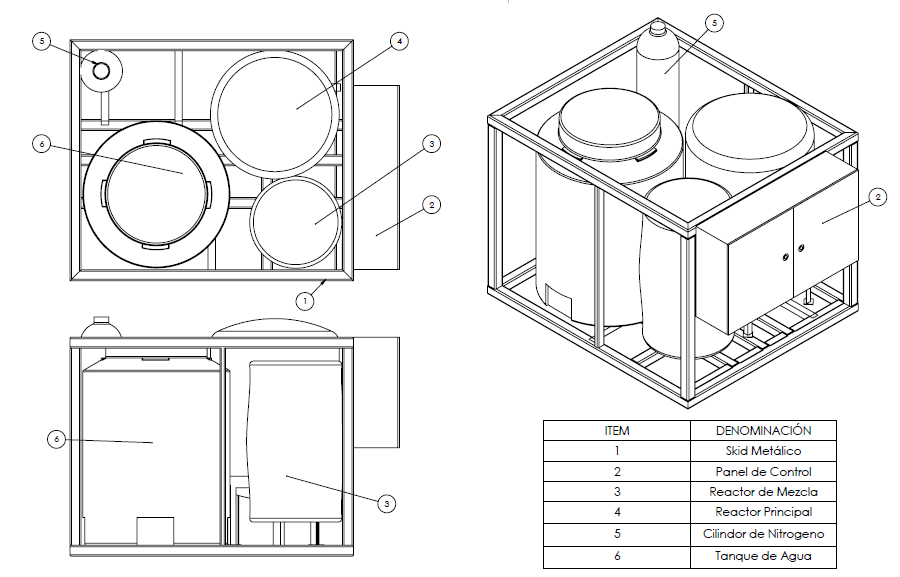 5
4
6
3
2
1
5
2
6
3
ITEM DENOMINACIÓN
1 Skid Metálico
2 Panel de Control
3 Reactor de Mezcla
4 Reactor Principal
5 Cilindor de Nitrogeno
6 Tanque de Agua